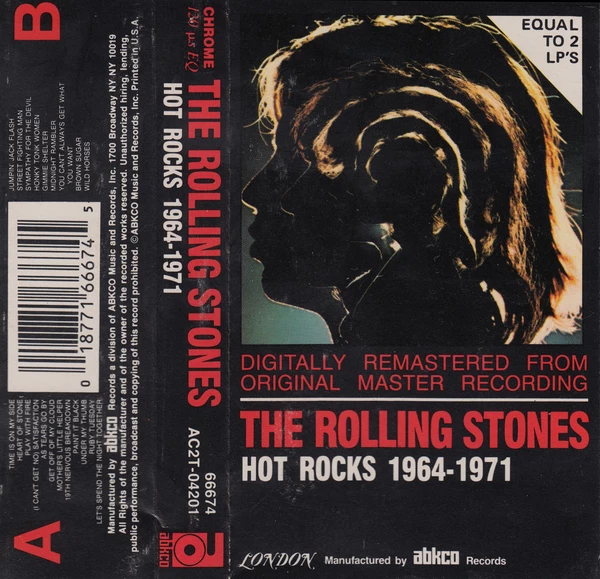 EQUAL
TO 2
LP'S
DIGITALLY REMASTERED FROM
ORIGINAL MASTER RECORDING
THE ROLLING STONES
HOT ROCKS 1964-1971
LONDON Manufactured by abkco Records
CHROME
120 μs EQ
THE ROLLING STONES
HOT ROCKS 1964-1971
66674
AC2T-04201
abkco
Manufactured by abkco Records a division of ABKCO Music and Records, Inc. 1700 Broadway NY NY 10019
All Rights of the manufacturer and of the owner of the recorded works reserved. Unauthorized hiring, lending,
public performance, broadcast and copying of this record prohibited. ©ABKCO Music and Records, Inc. Printed in U.S.A.
A
TIME IS ON MY SIDE
HEART OF STONE
PLAY WITH FIRE
(I CAN'T GET NO) SATISFACTION
AS TEARS GO BY
GET OFF OF MY CLOUD
MOTHERS LITTLE HELPER
19TH NERVOUS BREAKDOWN
PAINT IT BLACK
UNDER MY THUMB
RUBY TUESDAY
LET'S SPEND THE NIGHT TOGETHER
0 18771 66674 5
B
JUMPIN' JACK FLASH
STREET FIGHTING MAN
SYMPATHY FOR THE DEVIL
HONKY TONK WOMEN
GIMME SHELTER
MIDNIGHT RAMBLER
YOU CAN'T ALWAYS GET WHAT
YOU WANT
BROWN SUGAR
WILD HORSES